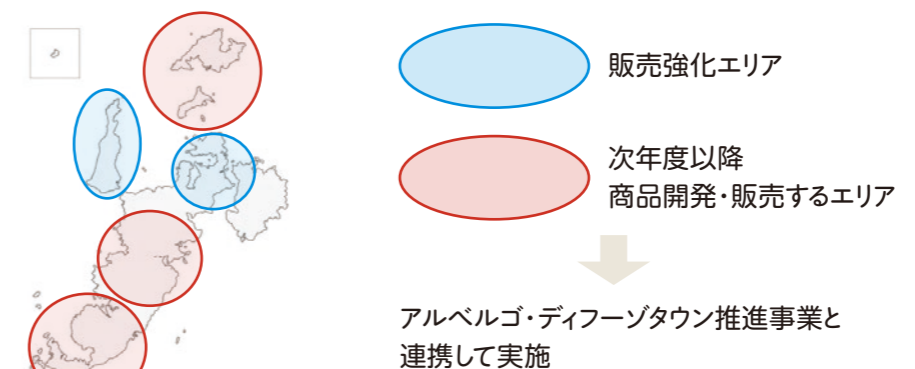 販売強化エリア
次年度以降
商品開発・販売するエリア
アルベルゴ・ディフーゾタウン推進事業と
連携して実施